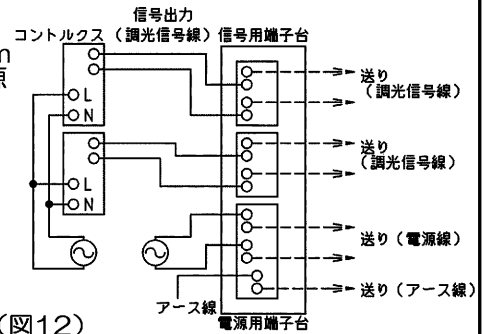 信号出力
コントルクス（調光信号線）信号用端子台
m
原
L
N
送り
（調光信号線）
L
N
送り
（調光信号線）
送り（電源線）
アース線
送り（アース線）
電源用端子台
（図12）